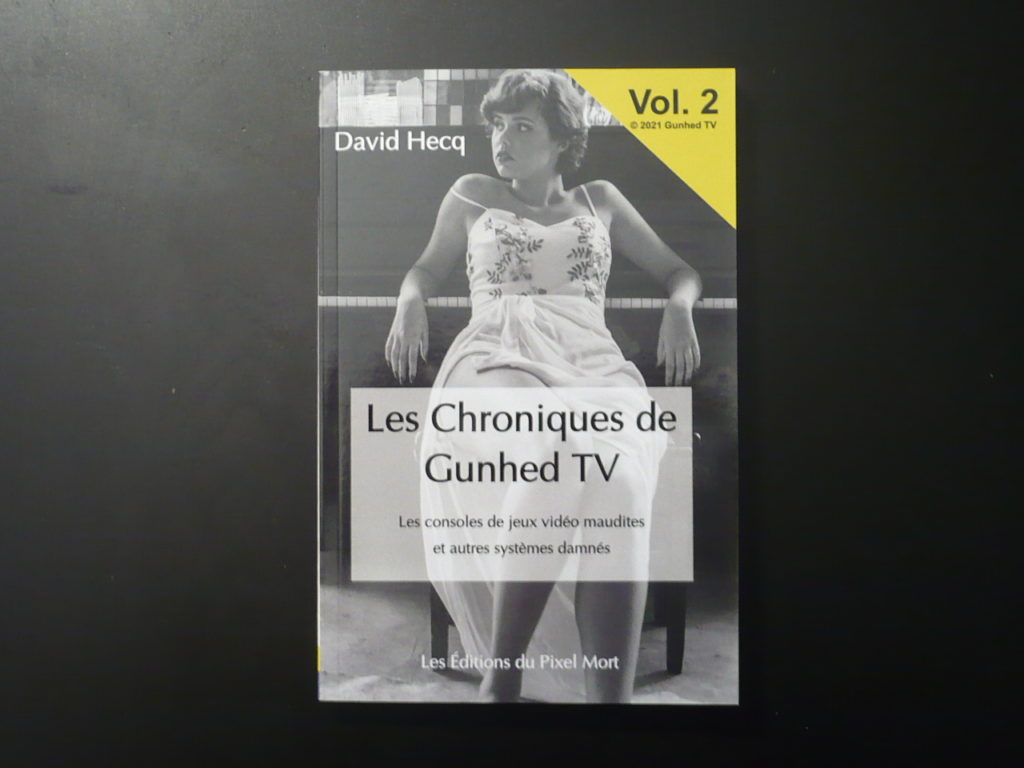 Vol. 2
© 2021 Gunhed TV
David Hecq
Les Chroniques de
Gunhed TV
Les consoles de jeux vidéo maudites
et autres systèmes damnés
Les Éditions du Pixel Mort